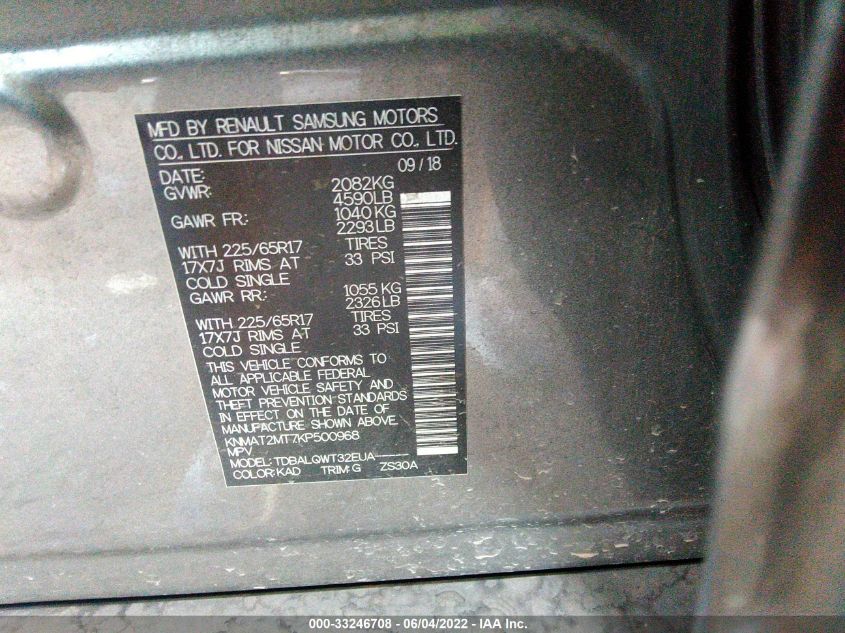 MFD BY RENAULT SAMSUNG MOTORS
CO., LTD. FOR NISSAN MOTOR CO., LTD.
DATE: 09/18
GVWR: 2082KG
4590LB
GAWR FR: 1040KG
2293LB
WITH 225/65R17 TIRES
17X7J RIMS AT 33 PSI
COLD SINGLE
GAWR RR: 1055KG
2326LB
WITH 225/65R17 TIRES
17X7J RIMS AT 33 PSI
COLD SINGLE
THIS VEHICLE CONFORMS TO
ALL APPLICABLE FEDERAL
MOTOR VEHICLE SAFETY AND
THEFT PREVENTION STANDARDS
IN EFFECT ON THE DATE OF
MANUFACTURE SHOWN ABOVE.
KNMAT2MT7KP500968
MPV
MODEL: TDBALQWT32EUA-----
COLOR:KAD TRIM:G ZS30A
000-33246708 - 06/04/2022 - IAA Inc.